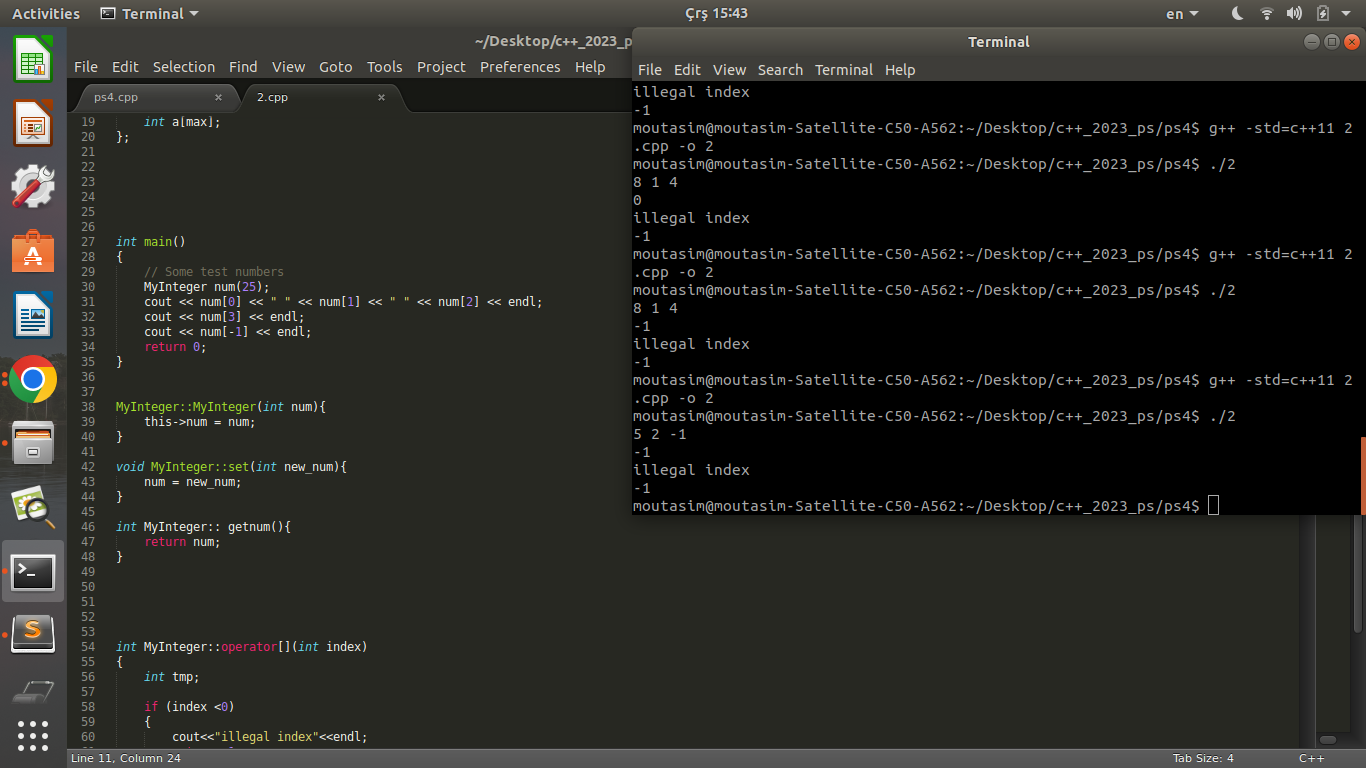 Activities Terminal Çrş 15:43 en
~/Desktop/c++_2023_p
File Edit Selection Find View Goto Tools Project Preferences Help
ps4.cpp × 2.cpp ×
19 int a[max];
20 };
21
22
23
24
25
26
27 int main()
28 {
29 // Some test numbers
30 MyInteger num(25);
31 cout << num[0] << " " << num[1] << " " << num[2] << endl;
32 cout << num[3] << endl;
33 cout << num[-1] << endl;
34 return 0;
35 }
36
37
38 MyInteger::MyInteger(int num){
39 this->num = num;
40 }
41
42 void MyInteger::set(int new_num){
43 num = new_num;
44 }
45
46 int MyInteger:: getnum(){
47 return num;
48 }
49
50
51
52
53
54 int MyInteger::operator[](int index)
55 {
56 int tmp;
57
58 if (index <0)
59 {
60 cout<<"illegal index"<<endl;
Line 11, Column 24 Tab Size: 4 C++
Terminal
File Edit View Search Terminal Help
illegal index
-1
moutasim@moutasim-Satellite-C50-A562:~/Desktop/c++_2023_ps/ps4$ g++ -std=c++11 2
.cpp -o 2
moutasim@moutasim-Satellite-C50-A562:~/Desktop/c++_2023_ps/ps4$ ./2
8 1 4
0
illegal index
-1
moutasim@moutasim-Satellite-C50-A562:~/Desktop/c++_2023_ps/ps4$ g++ -std=c++11 2
.cpp -o 2
moutasim@moutasim-Satellite-C50-A562:~/Desktop/c++_2023_ps/ps4$ ./2
8 1 4
-1
illegal index
-1
moutasim@moutasim-Satellite-C50-A562:~/Desktop/c++_2023_ps/ps4$ g++ -std=c++11 2
.cpp -o 2
moutasim@moutasim-Satellite-C50-A562:~/Desktop/c++_2023_ps/ps4$ ./2
5 2 -1
-1
illegal index
-1
moutasim@moutasim-Satellite-C50-A562:~/Desktop/c++_2023_ps/ps4$